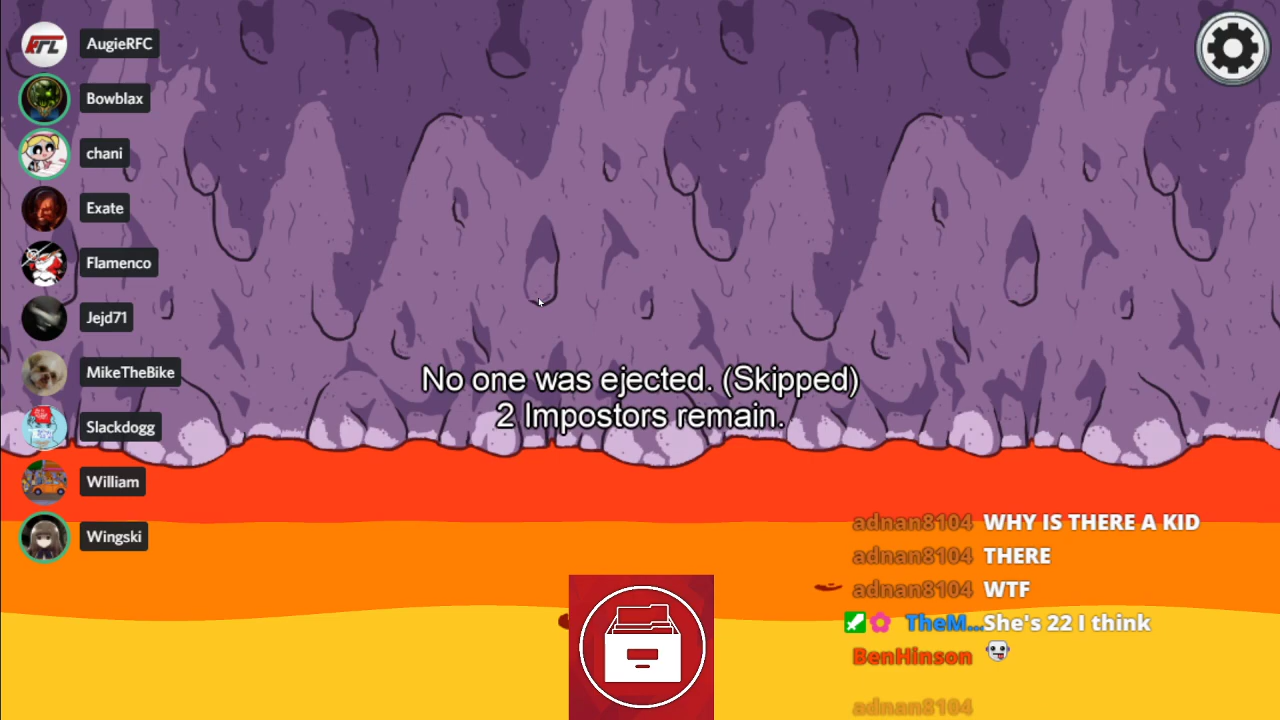 AugieRFC
Bowblax
chani
Exate
Flamenco
Jejd71
MikeTheBike
Slackdogg
William
Wingski
No one was ejected. (Skipped)
2 Impostors remain.
adnan8104 WHY IS THERE A KID
adnan8104 THERE
adnan8104 WTF
TheM...She's 22 I think
BenHinson
adnan8104